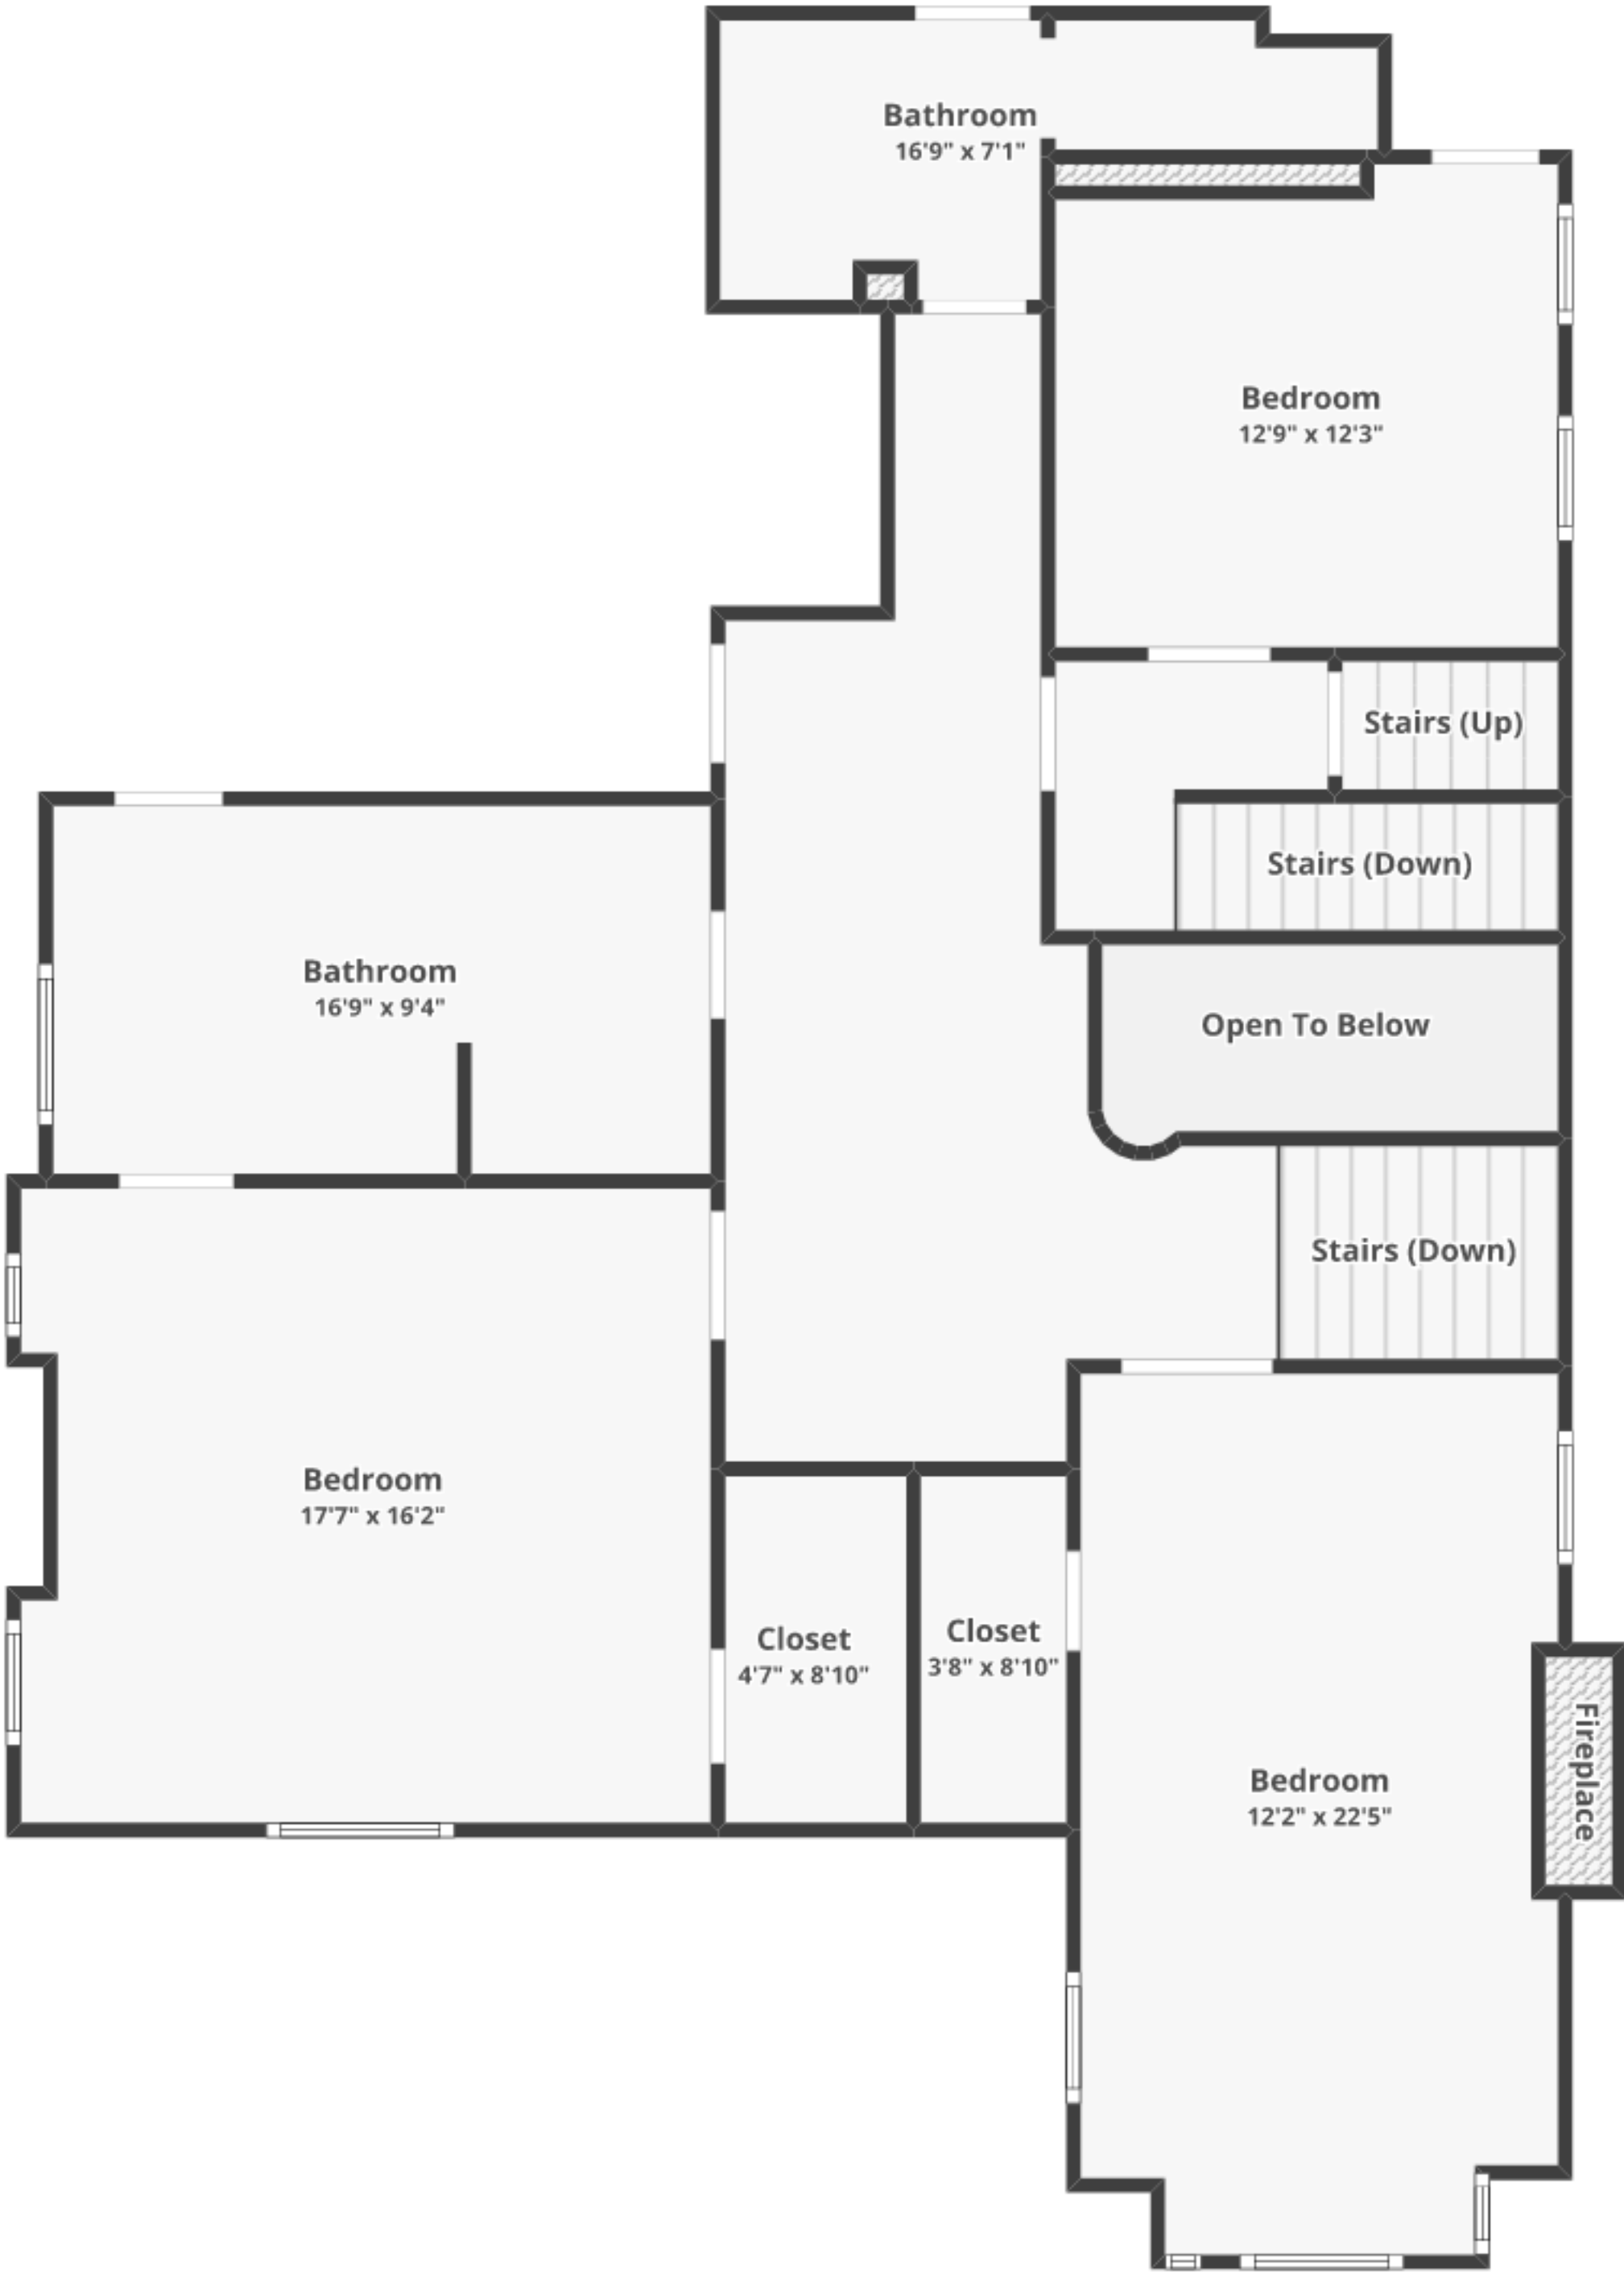 Bathroom
16'9" x 7'1"
Bedroom
12'9" x 12'3"
Stairs (Up)
Stairs (Down)
Bathroom
16'9" x 9'4"
Open To Below
Stairs (Down)
Bedroom
17'7" x 16'2"
Closet
4'7" x 8'10"
Closet
3'8" x 8'10"
Bedroom
12'2" x 22'5"
Fireplace